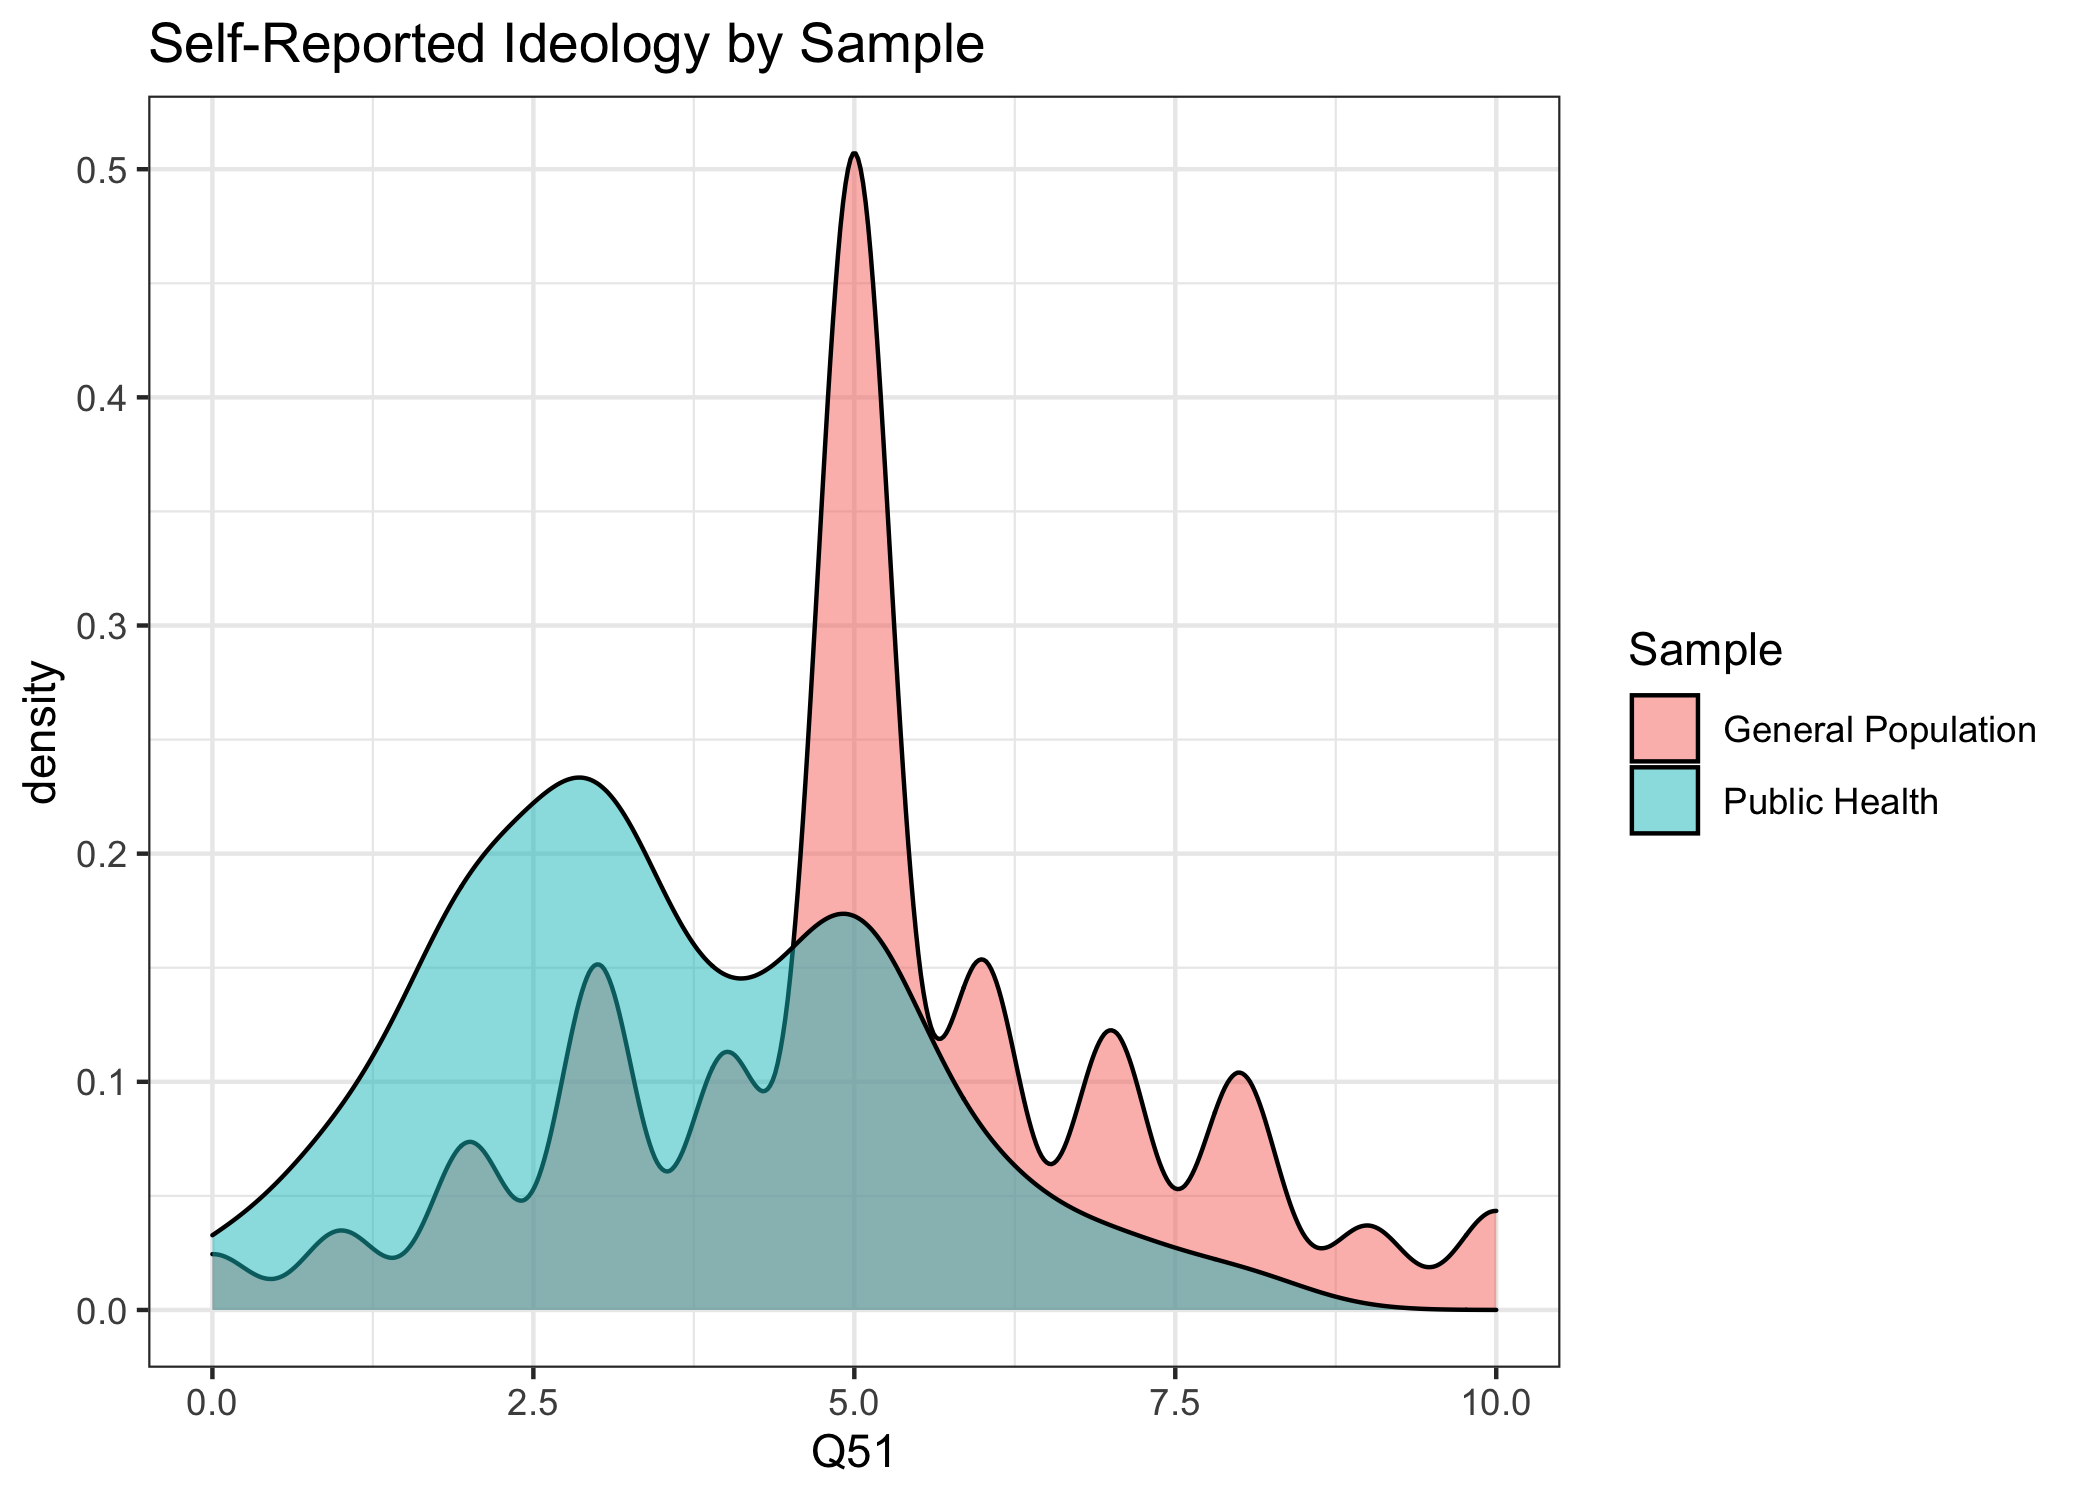 Self-Reported Ideology by Sample
0.5
0.4
0.3
0.2
0.1
0.0
density
0.0 2.5 5.0 7.5 10.0
Q51
Sample
General Population
Public Health